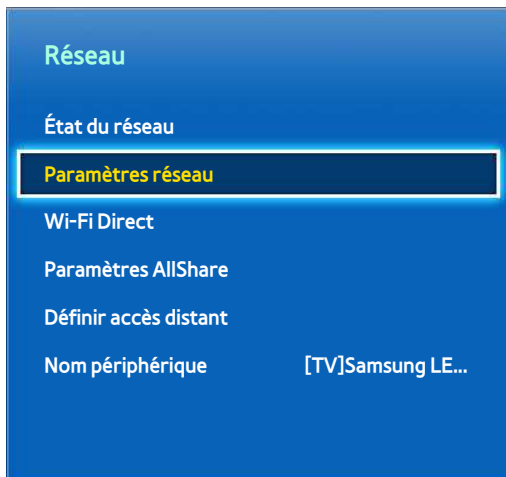 Réseau
État du réseau
Paramètres réseau
Wi-Fi Direct
Paramètres AllShare
Définir accès distant
Nom périphérique [TV]Samsung LE...